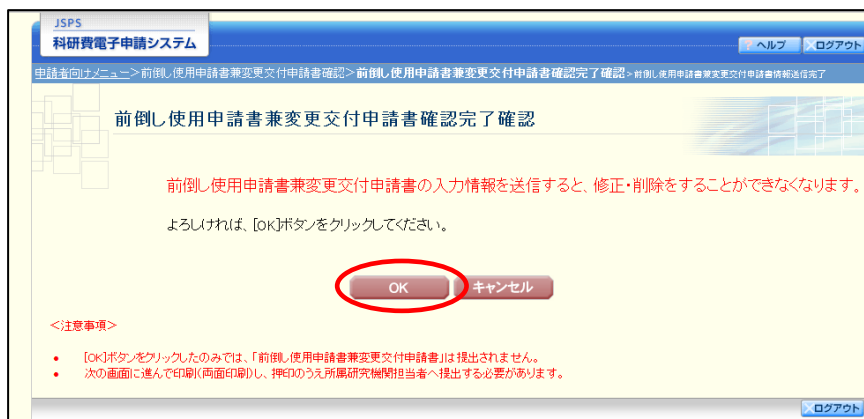 JSPS
科研費電子申請システム
? ヘルプ
ログアウト
申請者向けメニュー>前倒し使用申請書兼変更交付申請書確認>前倒し使用申請書兼変更交付申請書確認完了確認>前倒し使用申請書兼変更交付申請書情報送信完了
前倒し使用申請書兼変更交付申請書確認完了確認
前倒し使用申請書兼変更交付申請書の入力情報を送信すると、修正・削除をすることができなくなります。
よろしければ、[OK]ボタンをクリックしてください。
OK
キャンセル
<注意事項>
• [OK]ボタンをクリックしたのみでは、「前倒し使用申請書兼変更交付申請書」は提出されません。
• 次の画面に進んで印刷(両面印刷)し、押印のうえ所属研究機関担当者へ提出する必要があります。
ログアウト